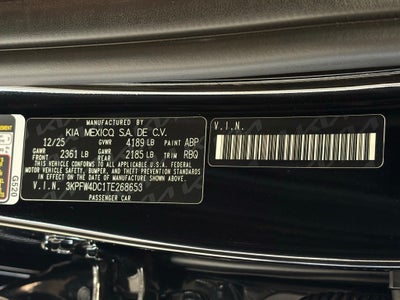 MANUFACTURED BY
KIA MEXICO, S.A. DE C.V.
12/25 GVWR 4189 LB PAINT ABP
GAWR FRONT 2361 LB GAWR REAR 2185 LB TRIM RBQ
THIS VEHICLE CONFORMS TO ALL APPLICABLE
FEDERAL MOTOR VEHICLE SAFETY, BUMPER,
AND THEFT PREVENTION STANDARDS IN EFFECT
ON THE DATE OF MANUFACTURE SHOWN ABOVE.
V.I.N. 3KPFW4DC1TE268653
PASSENGER CAR
V.I.N.
G520